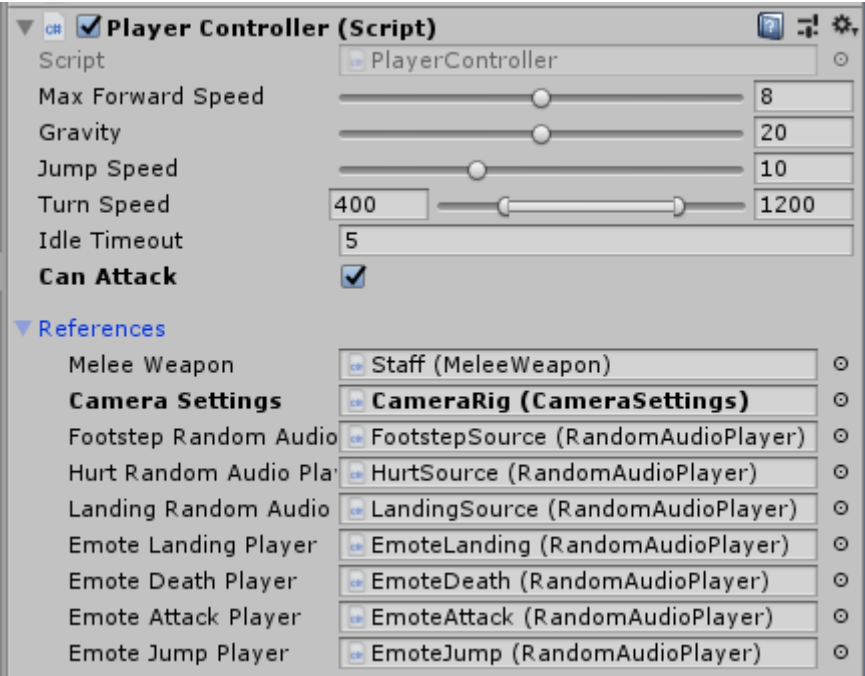 Player Controller (Script)
Script PlayerController
Max Forward Speed 8
Gravity 20
Jump Speed 10
Turn Speed 400 1200
Idle Timeout 5
Can Attack
References
Melee Weapon Staff (MeleeWeapon)
Camera Settings CameraRig (CameraSettings)
Footstep Random Audio FootstepSource (RandomAudioPlayer)
Hurt Random Audio Pla HurtSource (RandomAudioPlayer)
Landing Random Audio LandingSource (RandomAudioPlayer)
Emote Landing Player EmoteLanding (RandomAudioPlayer)
Emote Death Player EmoteDeath (RandomAudioPlayer)
Emote Attack Player EmoteAttack (RandomAudioPlayer)
Emote Jump Player EmoteJump (RandomAudioPlayer)